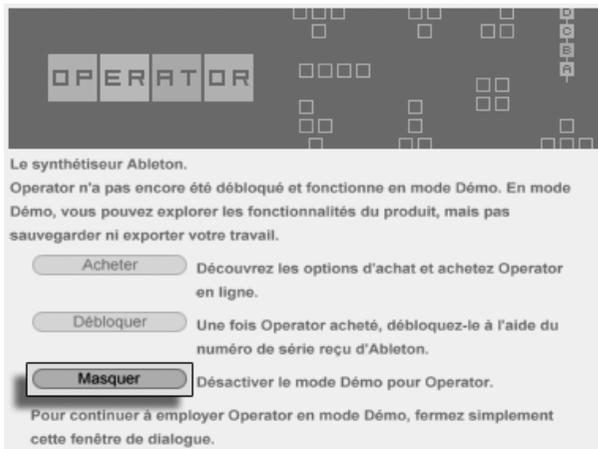 D
C
B
A
OPERATOR
Le synthétiseur Ableton.
Operator n'a pas encore été débloqué et fonctionne en mode Démo. En mode
Démo, vous pouvez explorer les fonctionnalités du produit, mais pas
sauvegarder ni exporter votre travail.
Acheter
Découvrez les options d'achat et achetez Operator
en ligne.
Débloquer
Une fois Operator acheté, débloquez-le à l'aide du
numéro de série reçu d'Ableton.
Masquer
Désactiver le mode Démo pour Operator.
Pour continuer à employer Operator en mode Démo, fermez simplement
cette fenêtre de dialogue.